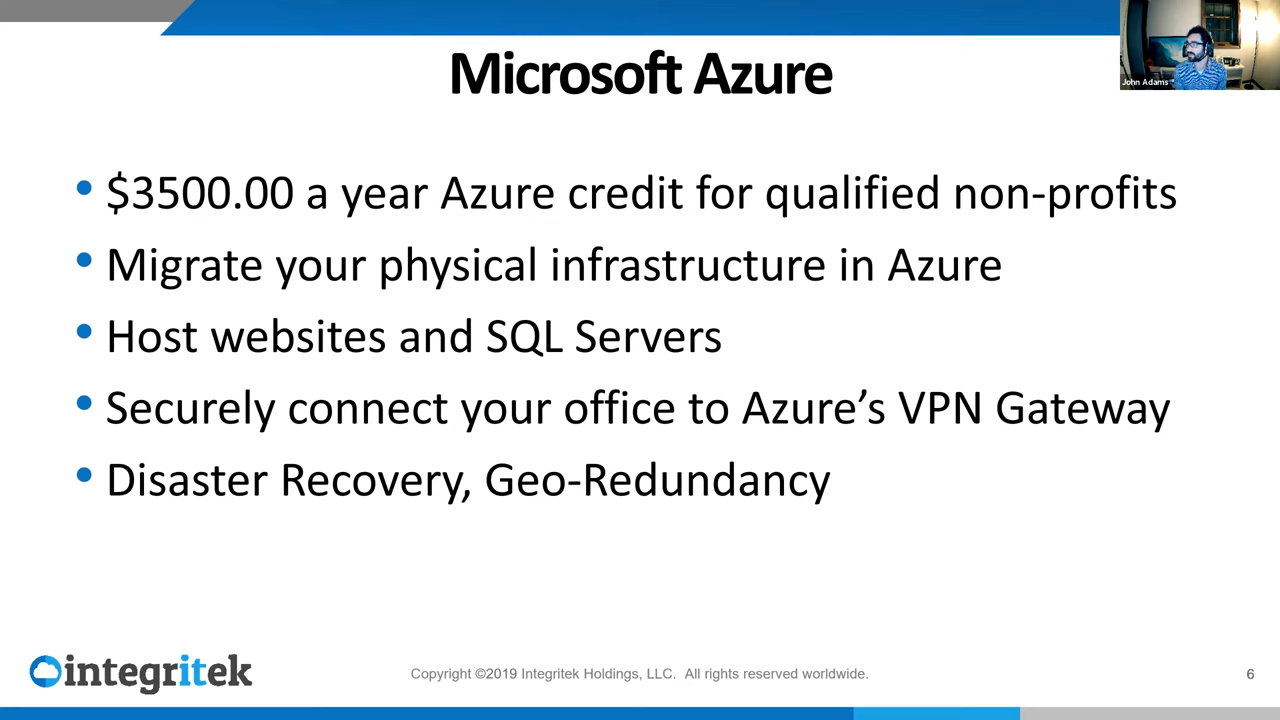 John Adams
Microsoft Azure
• $3500.00 a year Azure credit for qualified non-profits
• Migrate your physical infrastructure in Azure
• Host websites and SQL Servers
• Securely connect your office to Azure’s VPN Gateway
• Disaster Recovery, Geo-Redundancy
integritek
Copyright ©2019 Integritek Holdings, LLC. All rights reserved worldwide.
6